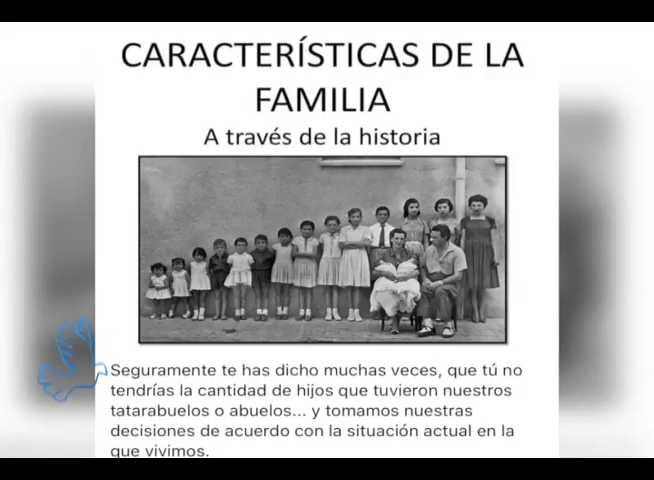 CARACTERÍSTICAS DE LA
FAMILIA
A través de la historia
Seguramente te has dicho muchas veces, que tú no
tendrías la cantidad de hijos que tuvieron nuestros
tatarabuelos o abuelos... y tomamos nuestras
decisiones de acuerdo con la situación actual en la
que vivimos.